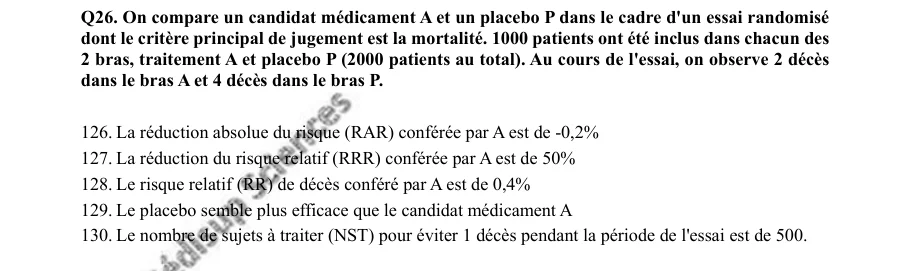 Q26. On compare un candidat médicament A et un placebo P dans le cadre d'un essai randomisé
dont le critère principal de jugement est la mortalité. 1000 patients ont été inclus dans chacun des
2 bras, traitement A et placebo P (2000 patients au total). Au cours de l'essai, on observe 2 décès
dans le bras A et 4 décès dans le bras P.
126. La réduction absolue du risque (RAR) conférée par A est de -0,2%
127. La réduction du risque relatif (RRR) conférée par A est de 50%
128. Le risque relatif (RR) de décès conféré par A est de 0,4%
129. Le placebo semble plus efficace que le candidat médicament A
130. Le nombre de sujets à traiter (NST) pour éviter 1 décès pendant la période de l'essai est de 500.
édisup Sciences